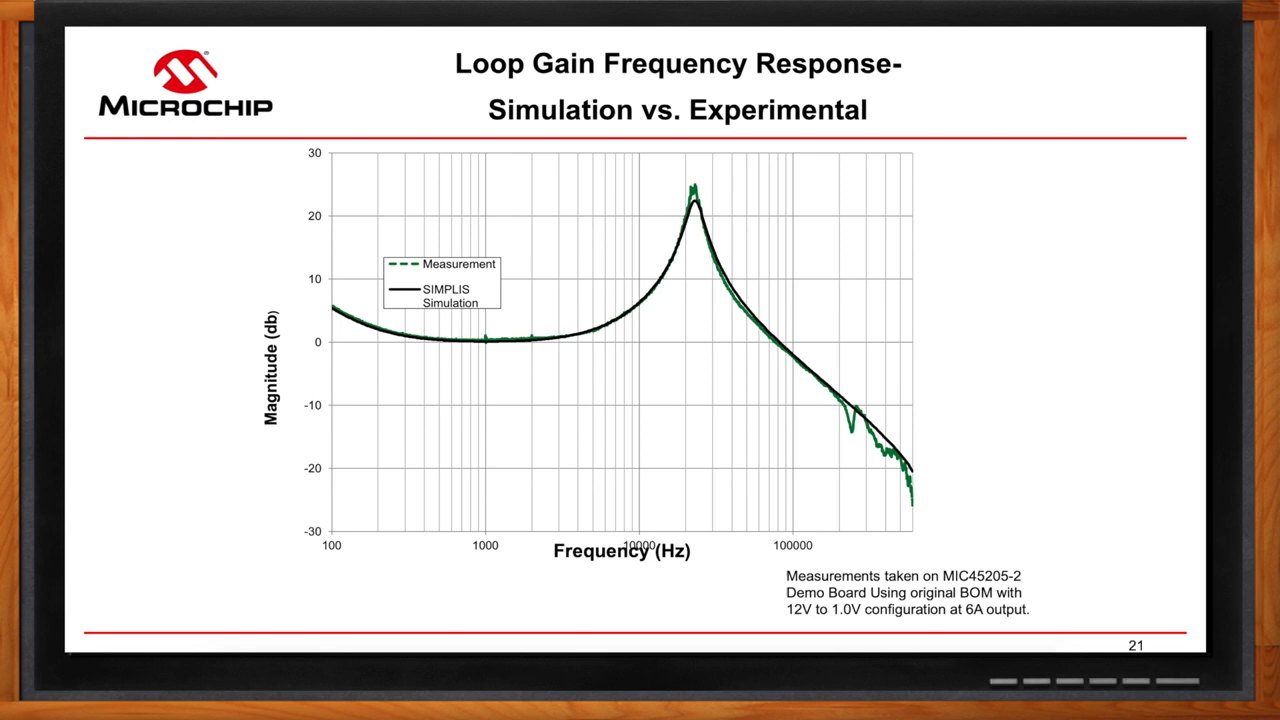 MICROCHIP
Loop Gain Frequency Response-
Simulation vs. Experimental
30
20
10
0
-10
-20
-30
Magnitude (db)
Measurement
SIMPLIS
Simulation
100
1000
10000
100000
Frequency (Hz)
Measurements taken on MIC45205-2
Demo Board Using original BOM with
12V to 1.0V configuration at 6A output.
21